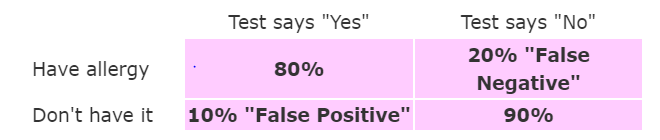 Test says "Yes" Test says "No"
Have allergy 80% 20% "False
Negative"
Don't have it 10% "False Positive" 90%